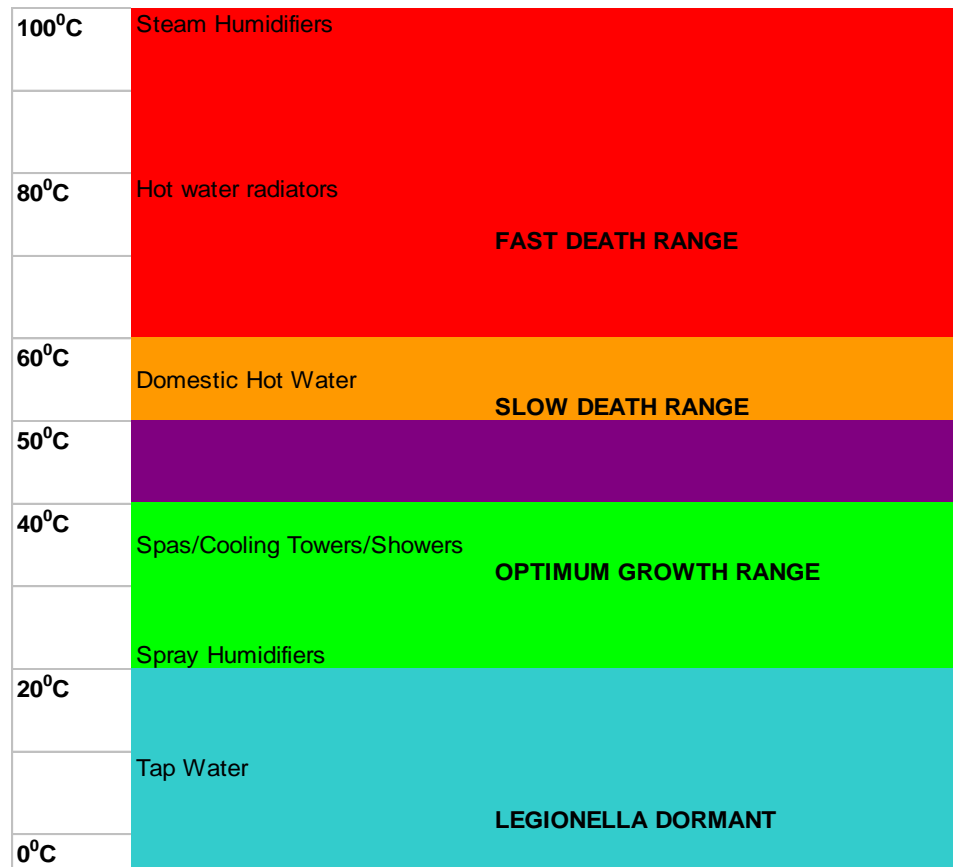 100⁰C Steam Humidifiers
80⁰C Hot water radiators
FAST DEATH RANGE
60⁰C
Domestic Hot Water
SLOW DEATH RANGE
50⁰C
40⁰C
Spas/Cooling Towers/Showers
OPTIMUM GROWTH RANGE
Spray Humidifiers
20⁰C
Tap Water
LEGIONELLA DORMANT
0⁰C